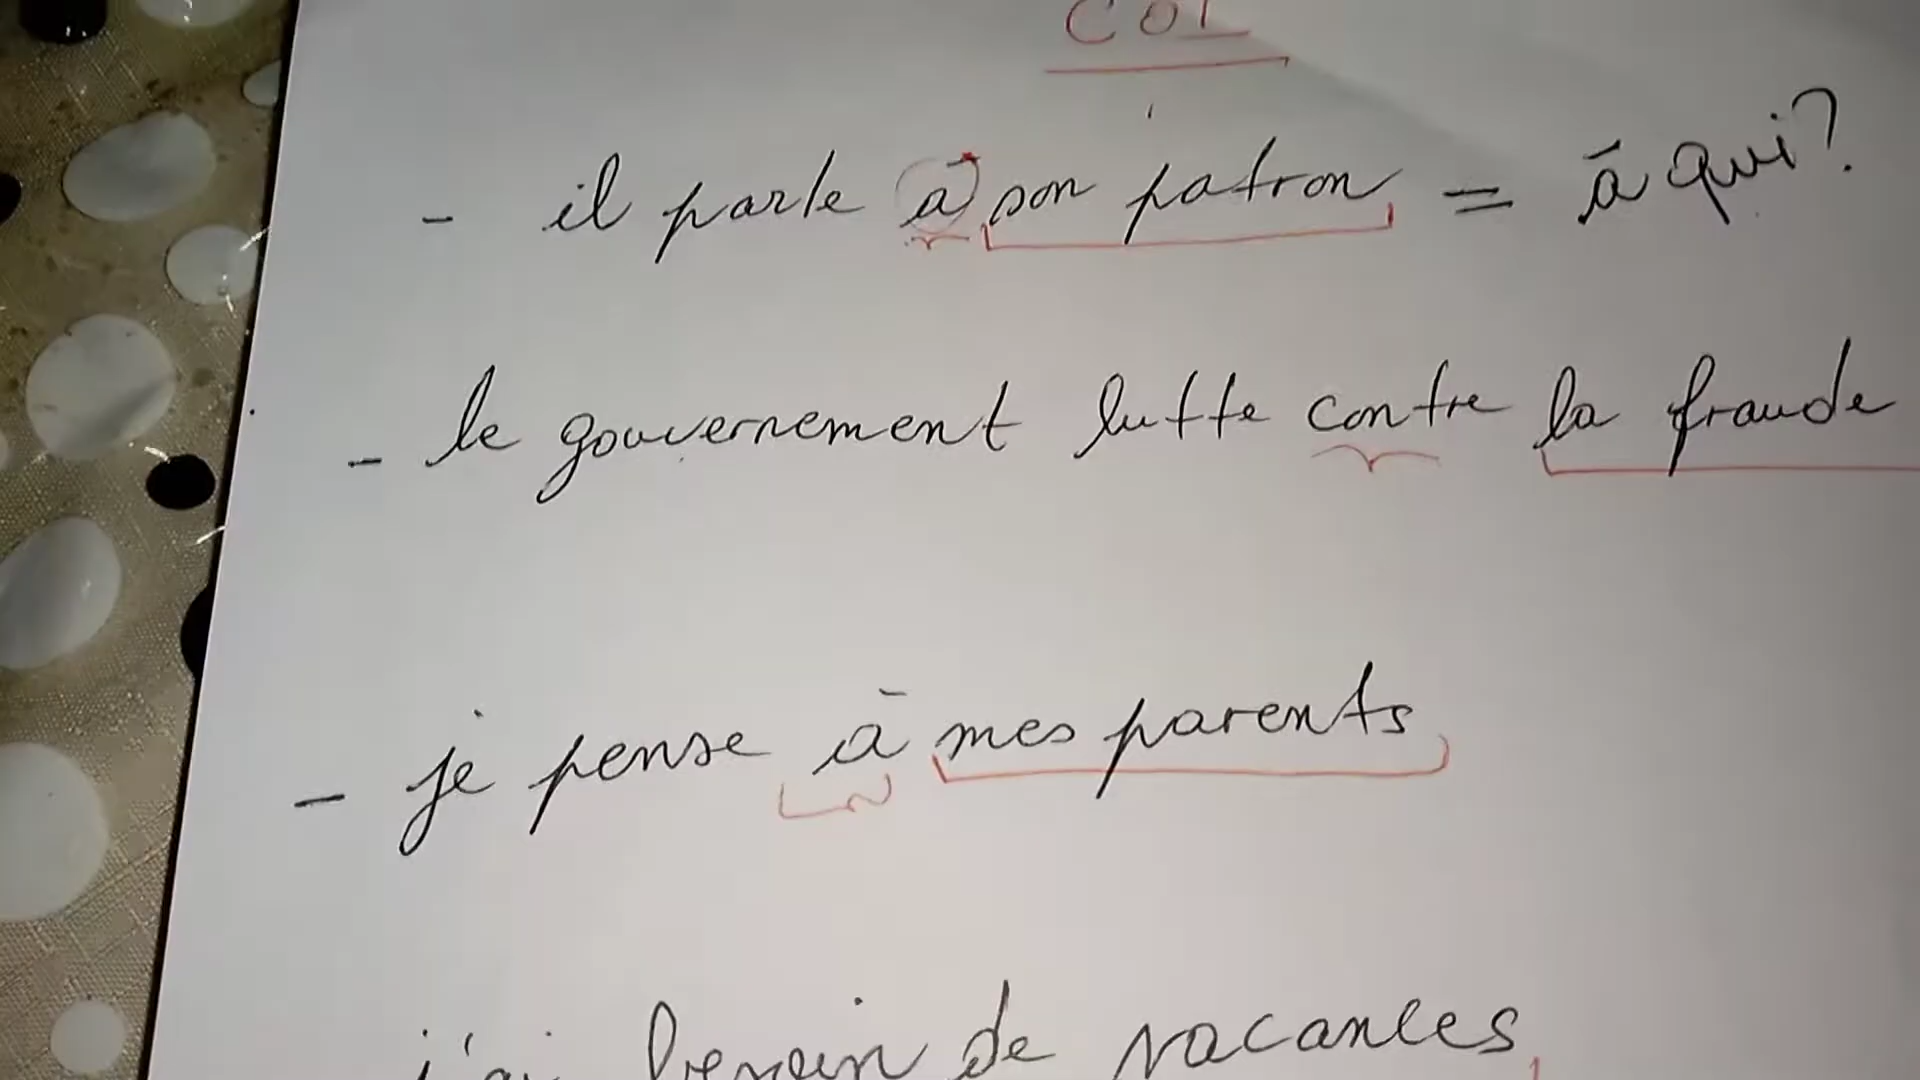 COI
- il parle à son patron = à qui?
- le gouvernement lutte contre la fraude
- je pense à mes parents
j'ai besoin de vacances